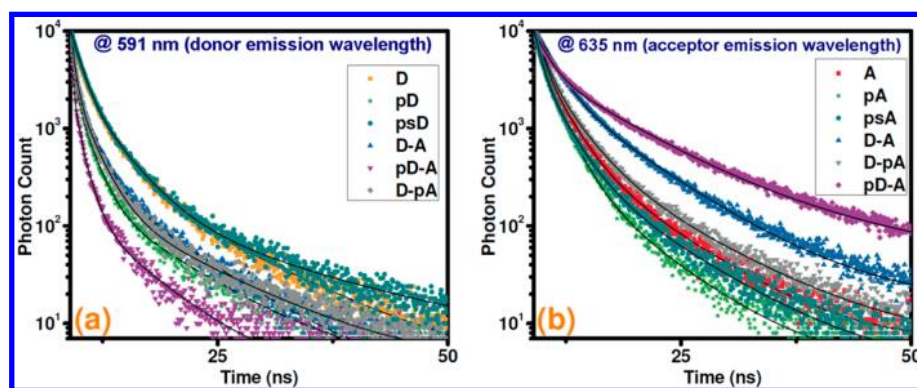 @ 591 nm (donor emission wavelength)
D
pD
psD
D-A
pD-A
D-pA
10⁴
10³
10²
10¹
Photon Count
(a)
25
50
Time (ns)
@ 635 nm (acceptor emission wavelength)
A
pA
psA
D-A
D-pA
pD-A
10⁴
10³
10²
10¹
Photon Count
(b)
25
50
Time (ns)